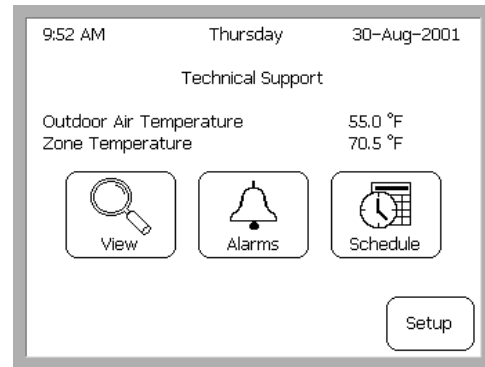 9:52 AM Thursday 30-Aug-2001
Technical Support
Outdoor Air Temperature 55.0 °F
Zone Temperature 70.5 °F
View Alarms Schedule
Setup